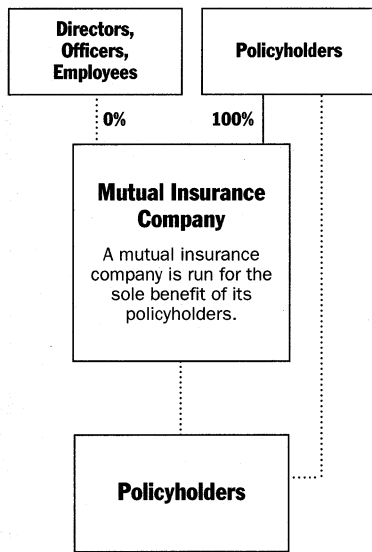 Directors,
Officers,
Employees
Policyholders
0%
100%
Mutual Insurance
Company
A mutual insurance
company is run for the
sole benefit of its
policyholders.
Policyholders